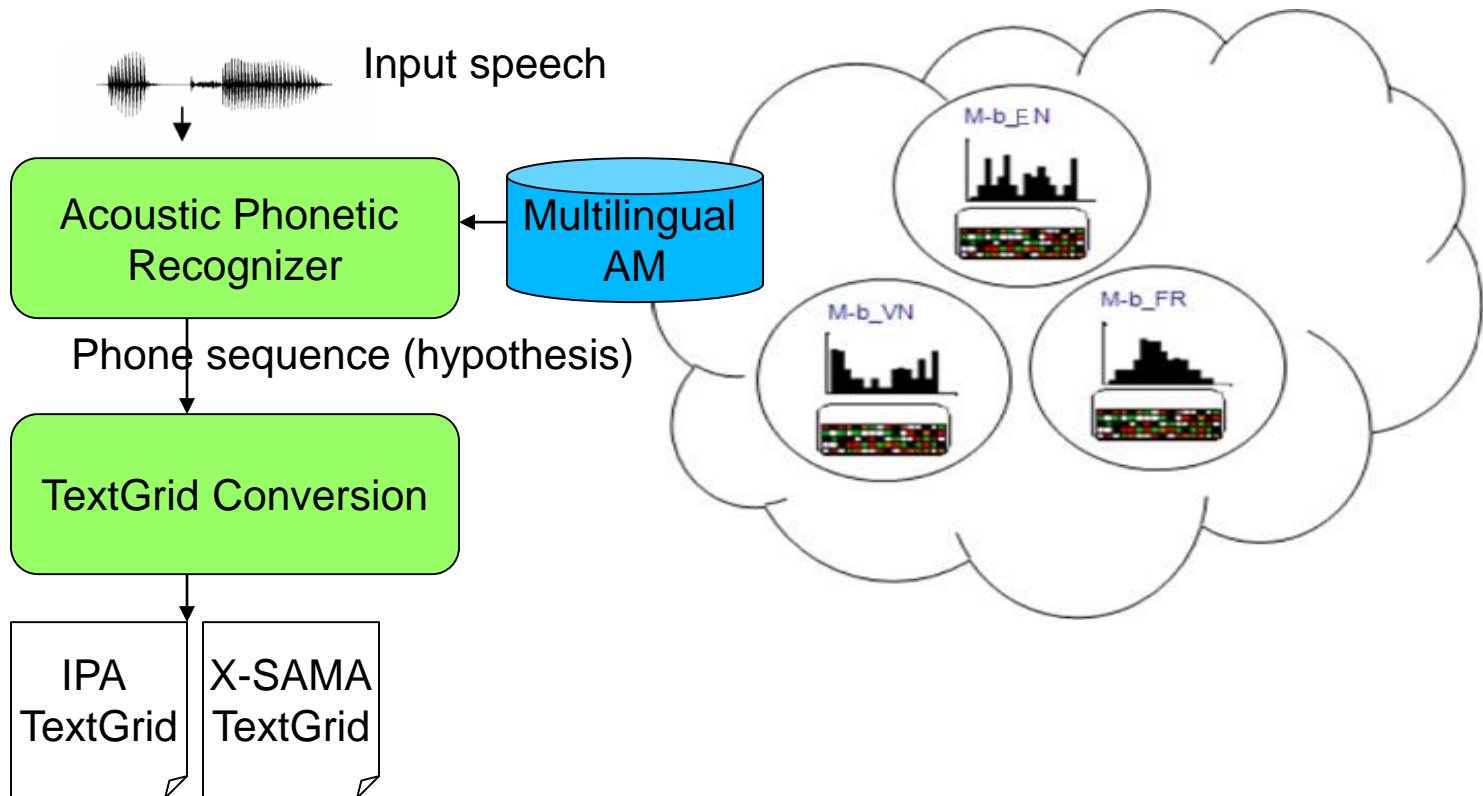 Input speech
Acoustic Phonetic
Recognizer
Multilingual
AM
Phone sequence (hypothesis)
TextGrid Conversion
IPA
TextGrid
X-SAMA
TextGrid
M-b_EN
M-b_VN
M-b_FR